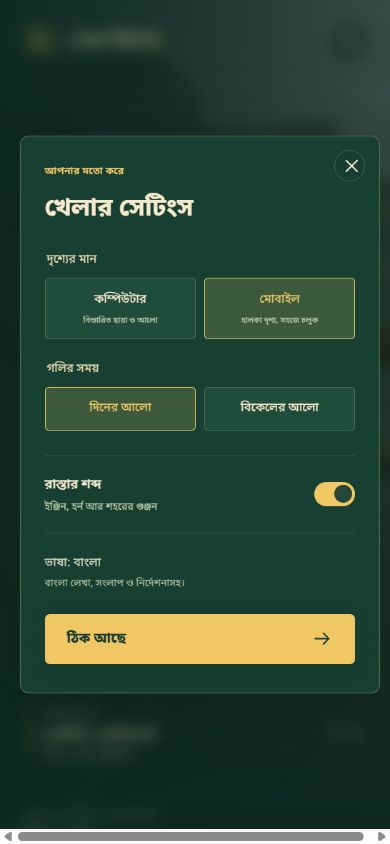 আপনার মতো করে
খেলার সেটিংস
দৃশ্যের মান
কম্পিউটার
বিস্তারিত ছায়া ও আলো
মোবাইল
হালকা দৃশ্য, সহজে চলুক
গলির সময়
দিনের আলো
বিকেলের আলো
রাস্তার শব্দ
ইঞ্জিন, হর্ন আর শহরের গুঞ্জন
ভাষা: বাংলা
বাংলা লেখা, সংলাপ ও নির্দেশনাসহ।
ঠিক আছে